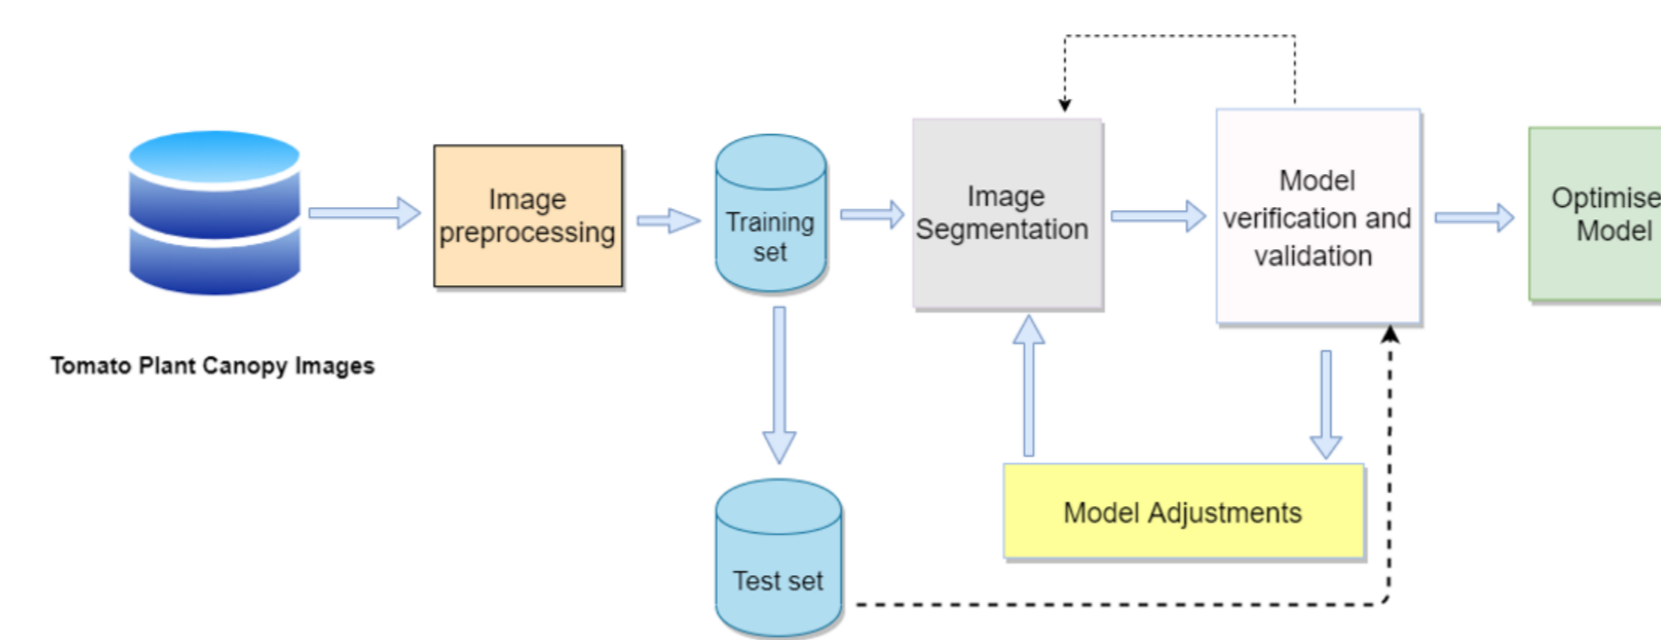 Image
preprocessing
Training
set
Image
Segmentation
Model
verification and
validation
Optimise
Model
Tomato Plant Canopy Images
Model Adjustments
Test set